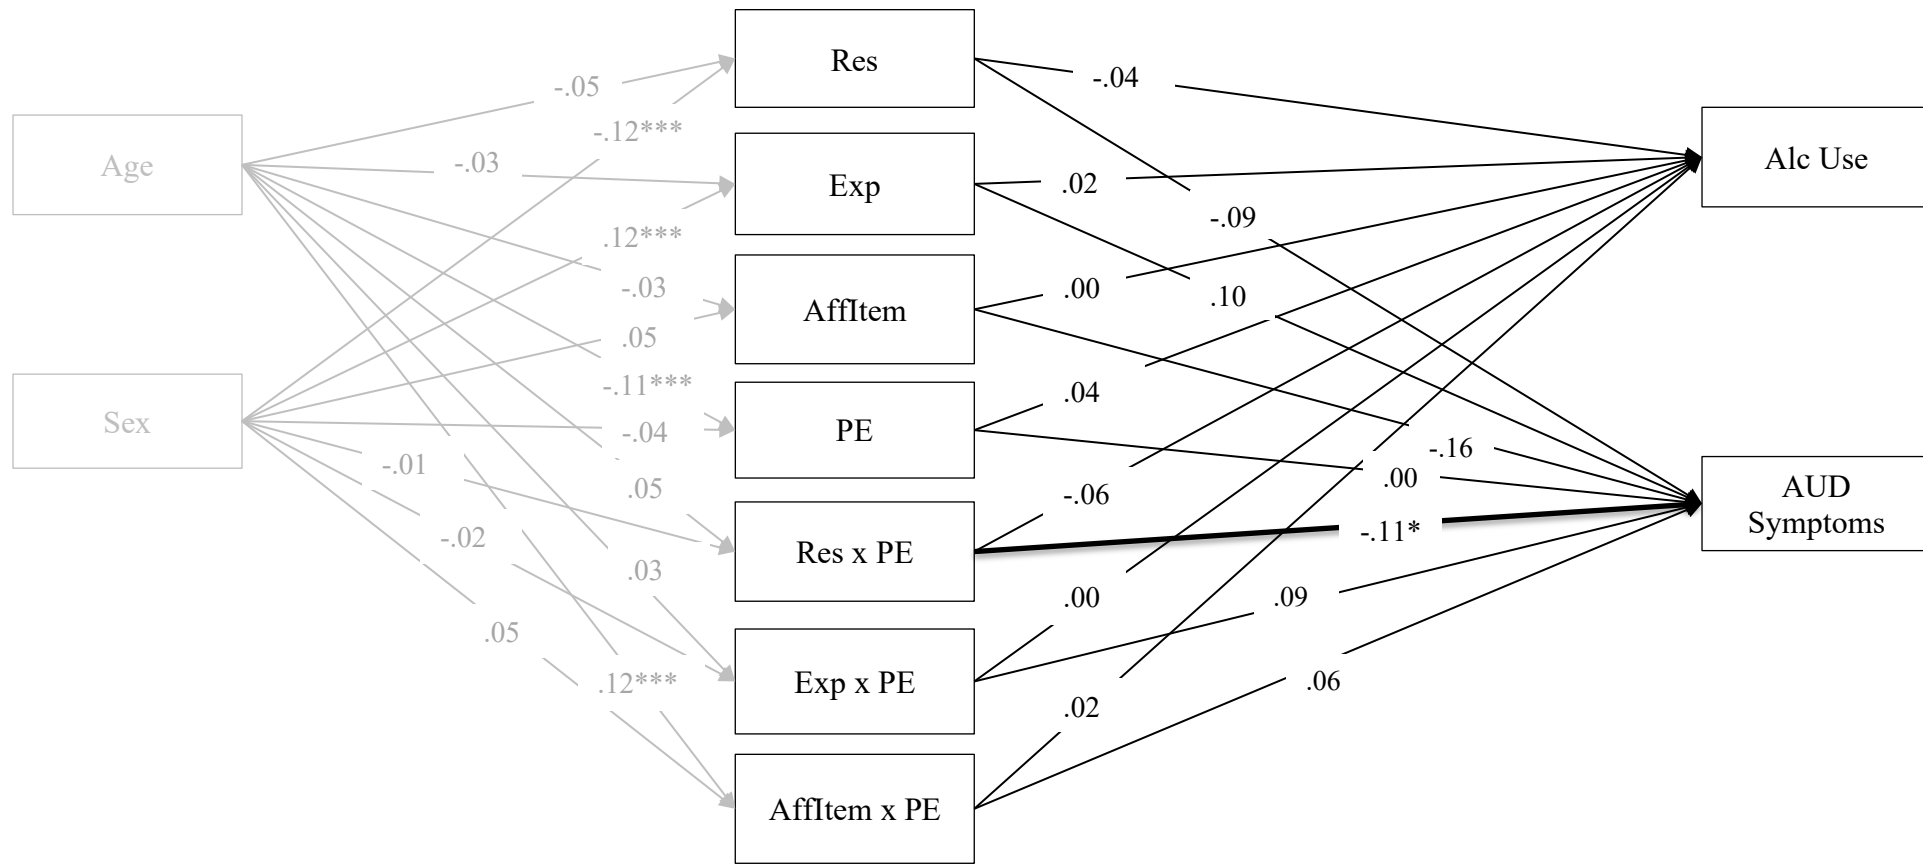 Res
-.05
-.04
-.12***
Age
-.03
Exp
.02
Alc Use
-.09
.12***
-.03
AffItem
.00
.10
.05
-.11***
PE
.04
Sex
-.04
-.16
-.01
.05
.00
-.06
AUD
Symptoms
-.11*
Res x PE
-.02
.03
.00
.09
.05
Exp x PE
.12***
.02
.06
AffItem x PE